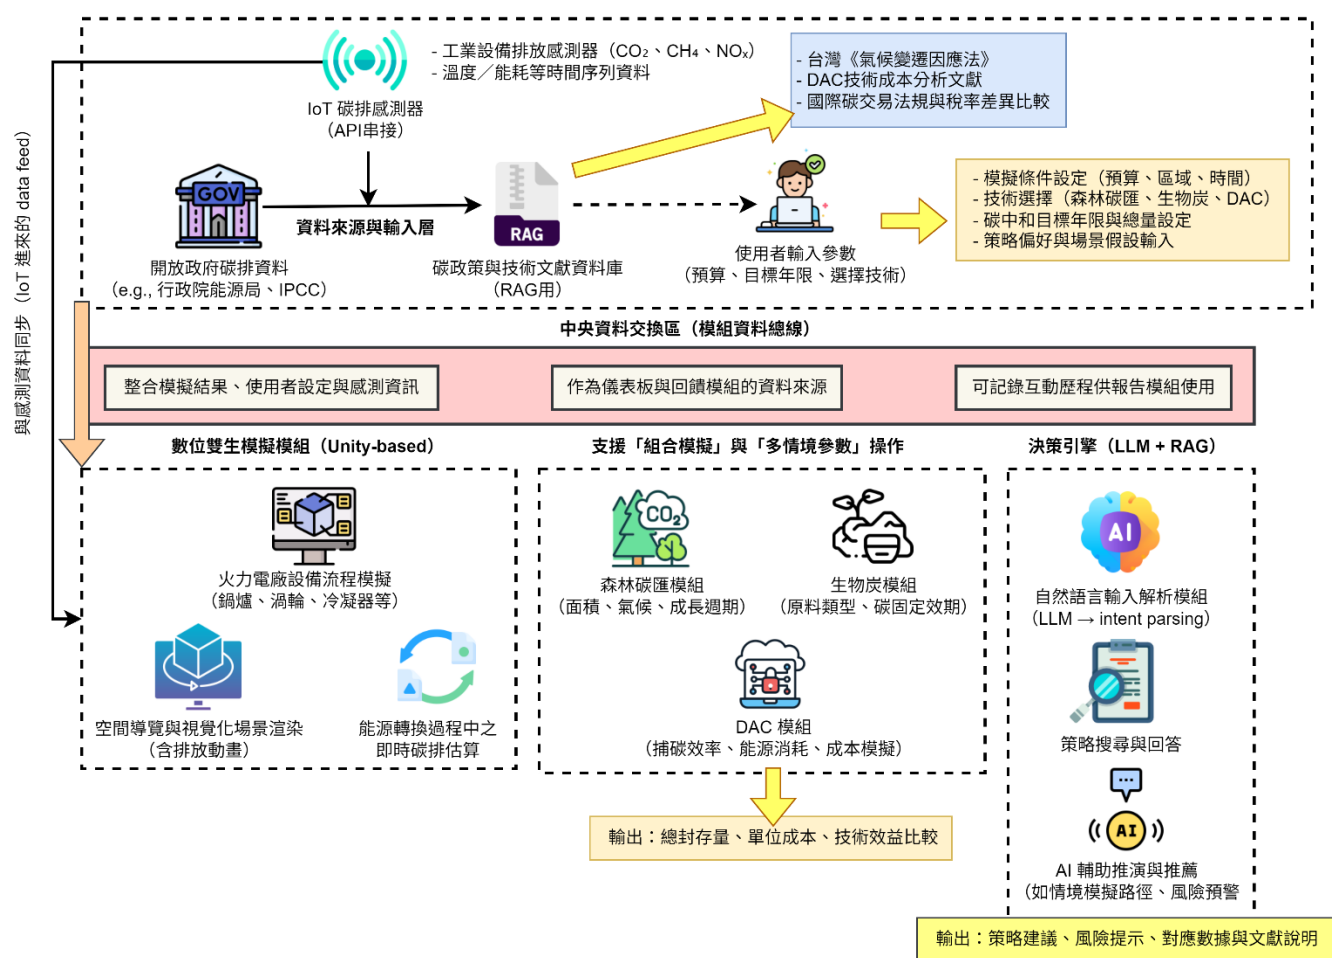 - 工業設備排放感測器（CO₂、CH₄、NOₓ）
- 溫度／能耗等時間序列資料
IoT 碳排感測器
（API串接）
- 台灣《氣候變遷因應法》
- DAC技術成本分析文獻
- 國際碳交易法規與稅率差異比較
GOV
資料來源與輸入層
RAG
開放政府碳排資料
（e.g., 行政院能源局、IPCC）
碳政策與技術文獻資料庫
（RAG用）
使用者輸入參數
（預算、目標年限、選擇技術）
- 模擬條件設定（預算、區域、時間）
- 技術選擇（森林碳匯、生物炭、DAC）
- 碳中和目標年限與總量設定
- 策略偏好與場景假設輸入
與感測資料同步（IoT 進來的 data feed）
中央資料交換區（模組資料總線）
整合模擬結果、使用者設定與感測資訊
作為儀表板與回饋模組的資料來源
可記錄互動歷程供報告模組使用
數位雙生模擬模組（Unity-based）
火力電廠設備流程模擬
（鍋爐、渦輪、冷凝器等）
空間導覽與視覺化場景渲染
（含排放動畫）
能源轉換過程中之
即時碳排估算
支援「組合模擬」與「多情境參數」操作
CO₂
森林碳匯模組
（面積、氣候、成長週期）
生物炭模組
（原料類型、碳固定效期）
DAC 模組
（捕碳效率、能源消耗、成本模擬）
輸出：總封存量、單位成本、技術效益比較
決策引擎（LLM + RAG）
AI
自然語言輸入解析模組
（LLM → intent parsing）
策略搜尋與回答
AI
AI 輔助推演與推薦
（如情境模擬路徑、風險預警
輸出：策略建議、風險提示、對應數據與文獻說明